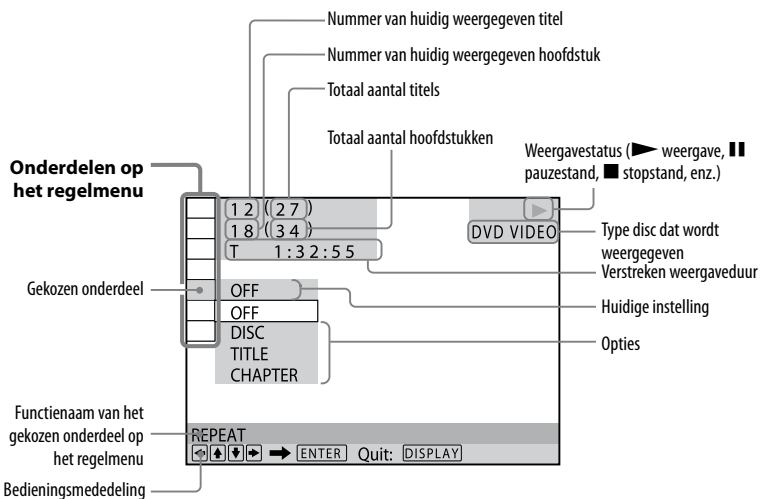 Nummer van huidig weergegeven titel
Nummer van huidig weergegeven hoofdstuk
Totaal aantal titels
Totaal aantal hoofdstukken
Weergavestatus (▶ weergave, ⏸
pauzestand, ■ stopstand, enz.)
Onderdelen op
het regelmenu
12 (27)
18 (34)
T 1:32:55
▶
DVD VIDEO
Type disc dat wordt
weergegeven
Verstreken weergaveduur
Gekozen onderdeel
OFF
Huidige instelling
OFF
DISC
TITLE
CHAPTER
Opties
Functienaam van het
gekozen onderdeel op
het regelmenu
REPEAT
← ↑ ↓ → ➡ ENTER Quit: DISPLAY
Bedieningsmededeling